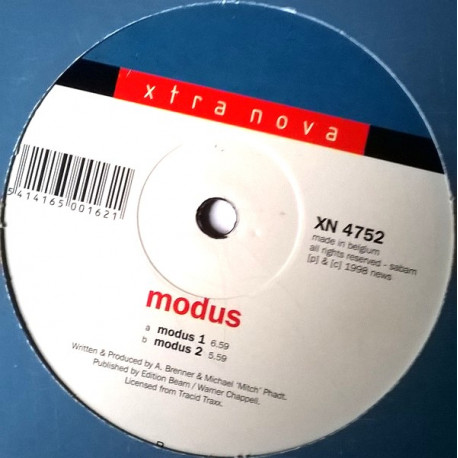 xtra nova
5 414165 001621
XN 4752
made in belgium
all rights reserved - sabam
[p] & [c] 1998 news
modus
a modus 1 6.59
b modus 2 5.59
Written & Produced by A. Brenner & Michael 'Mitch' Phadt.
Published by Edition Beam / Warner Chappell.
Licensed from Tracid Traxx.